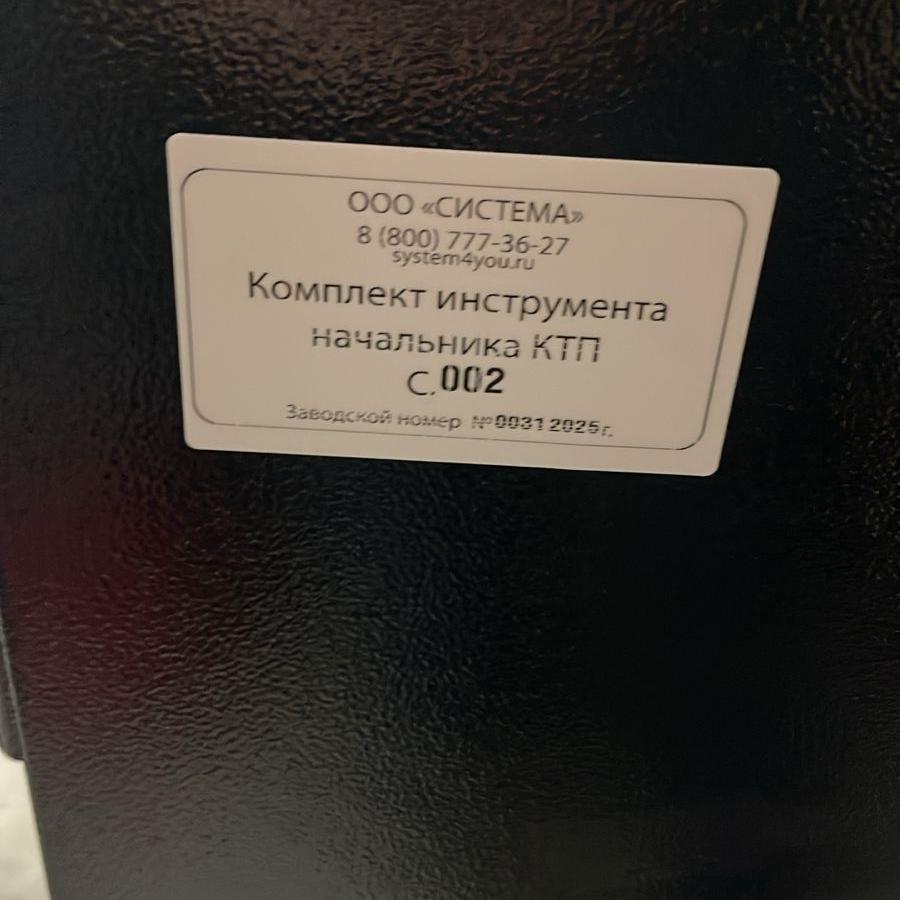 ООО «СИСТЕМА»
8 (800) 777-36-27
system4you.ru
Комплект инструмента
начальника КТП
С.002
Заводской номер №0031 2025г.